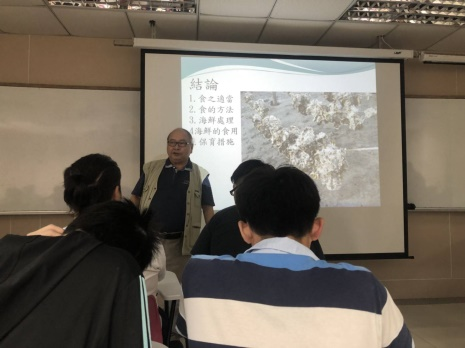 結論
1. 食之過當
2. 食的方法
3. 海鮮處理
4海鮮的食用
. 保育措施